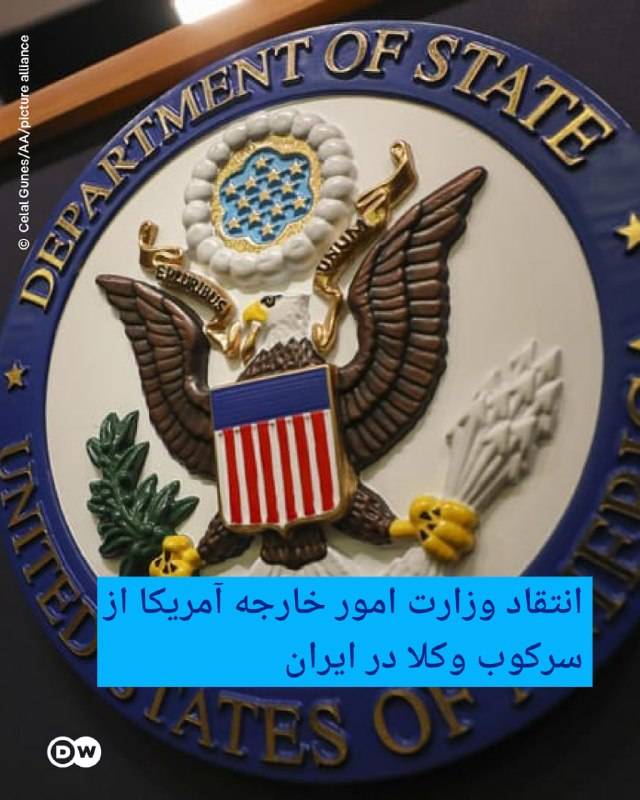 © Celal Gunes/AA/picture alliance
DEPARTMENT OF STATE
E PLURIBUS
UNUM
UNITED STATES OF
انتقاد وزارت امور خارجه آمریکا از
سرکوب وکلا در ایران
DW